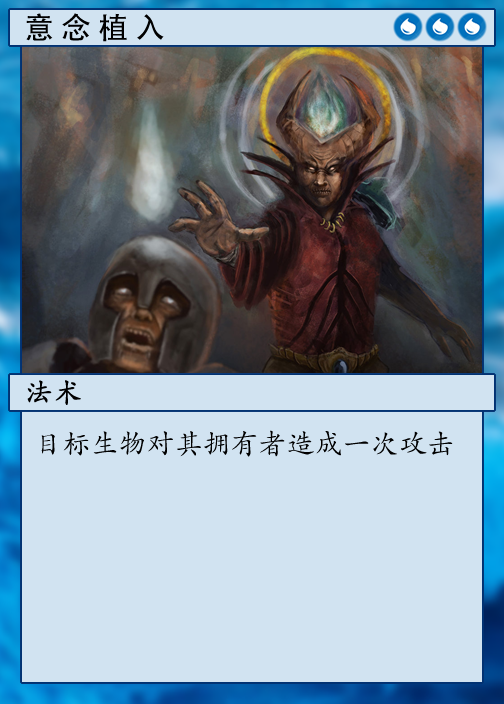 意念植入
法术
目标生物对其拥有者造成一次攻击